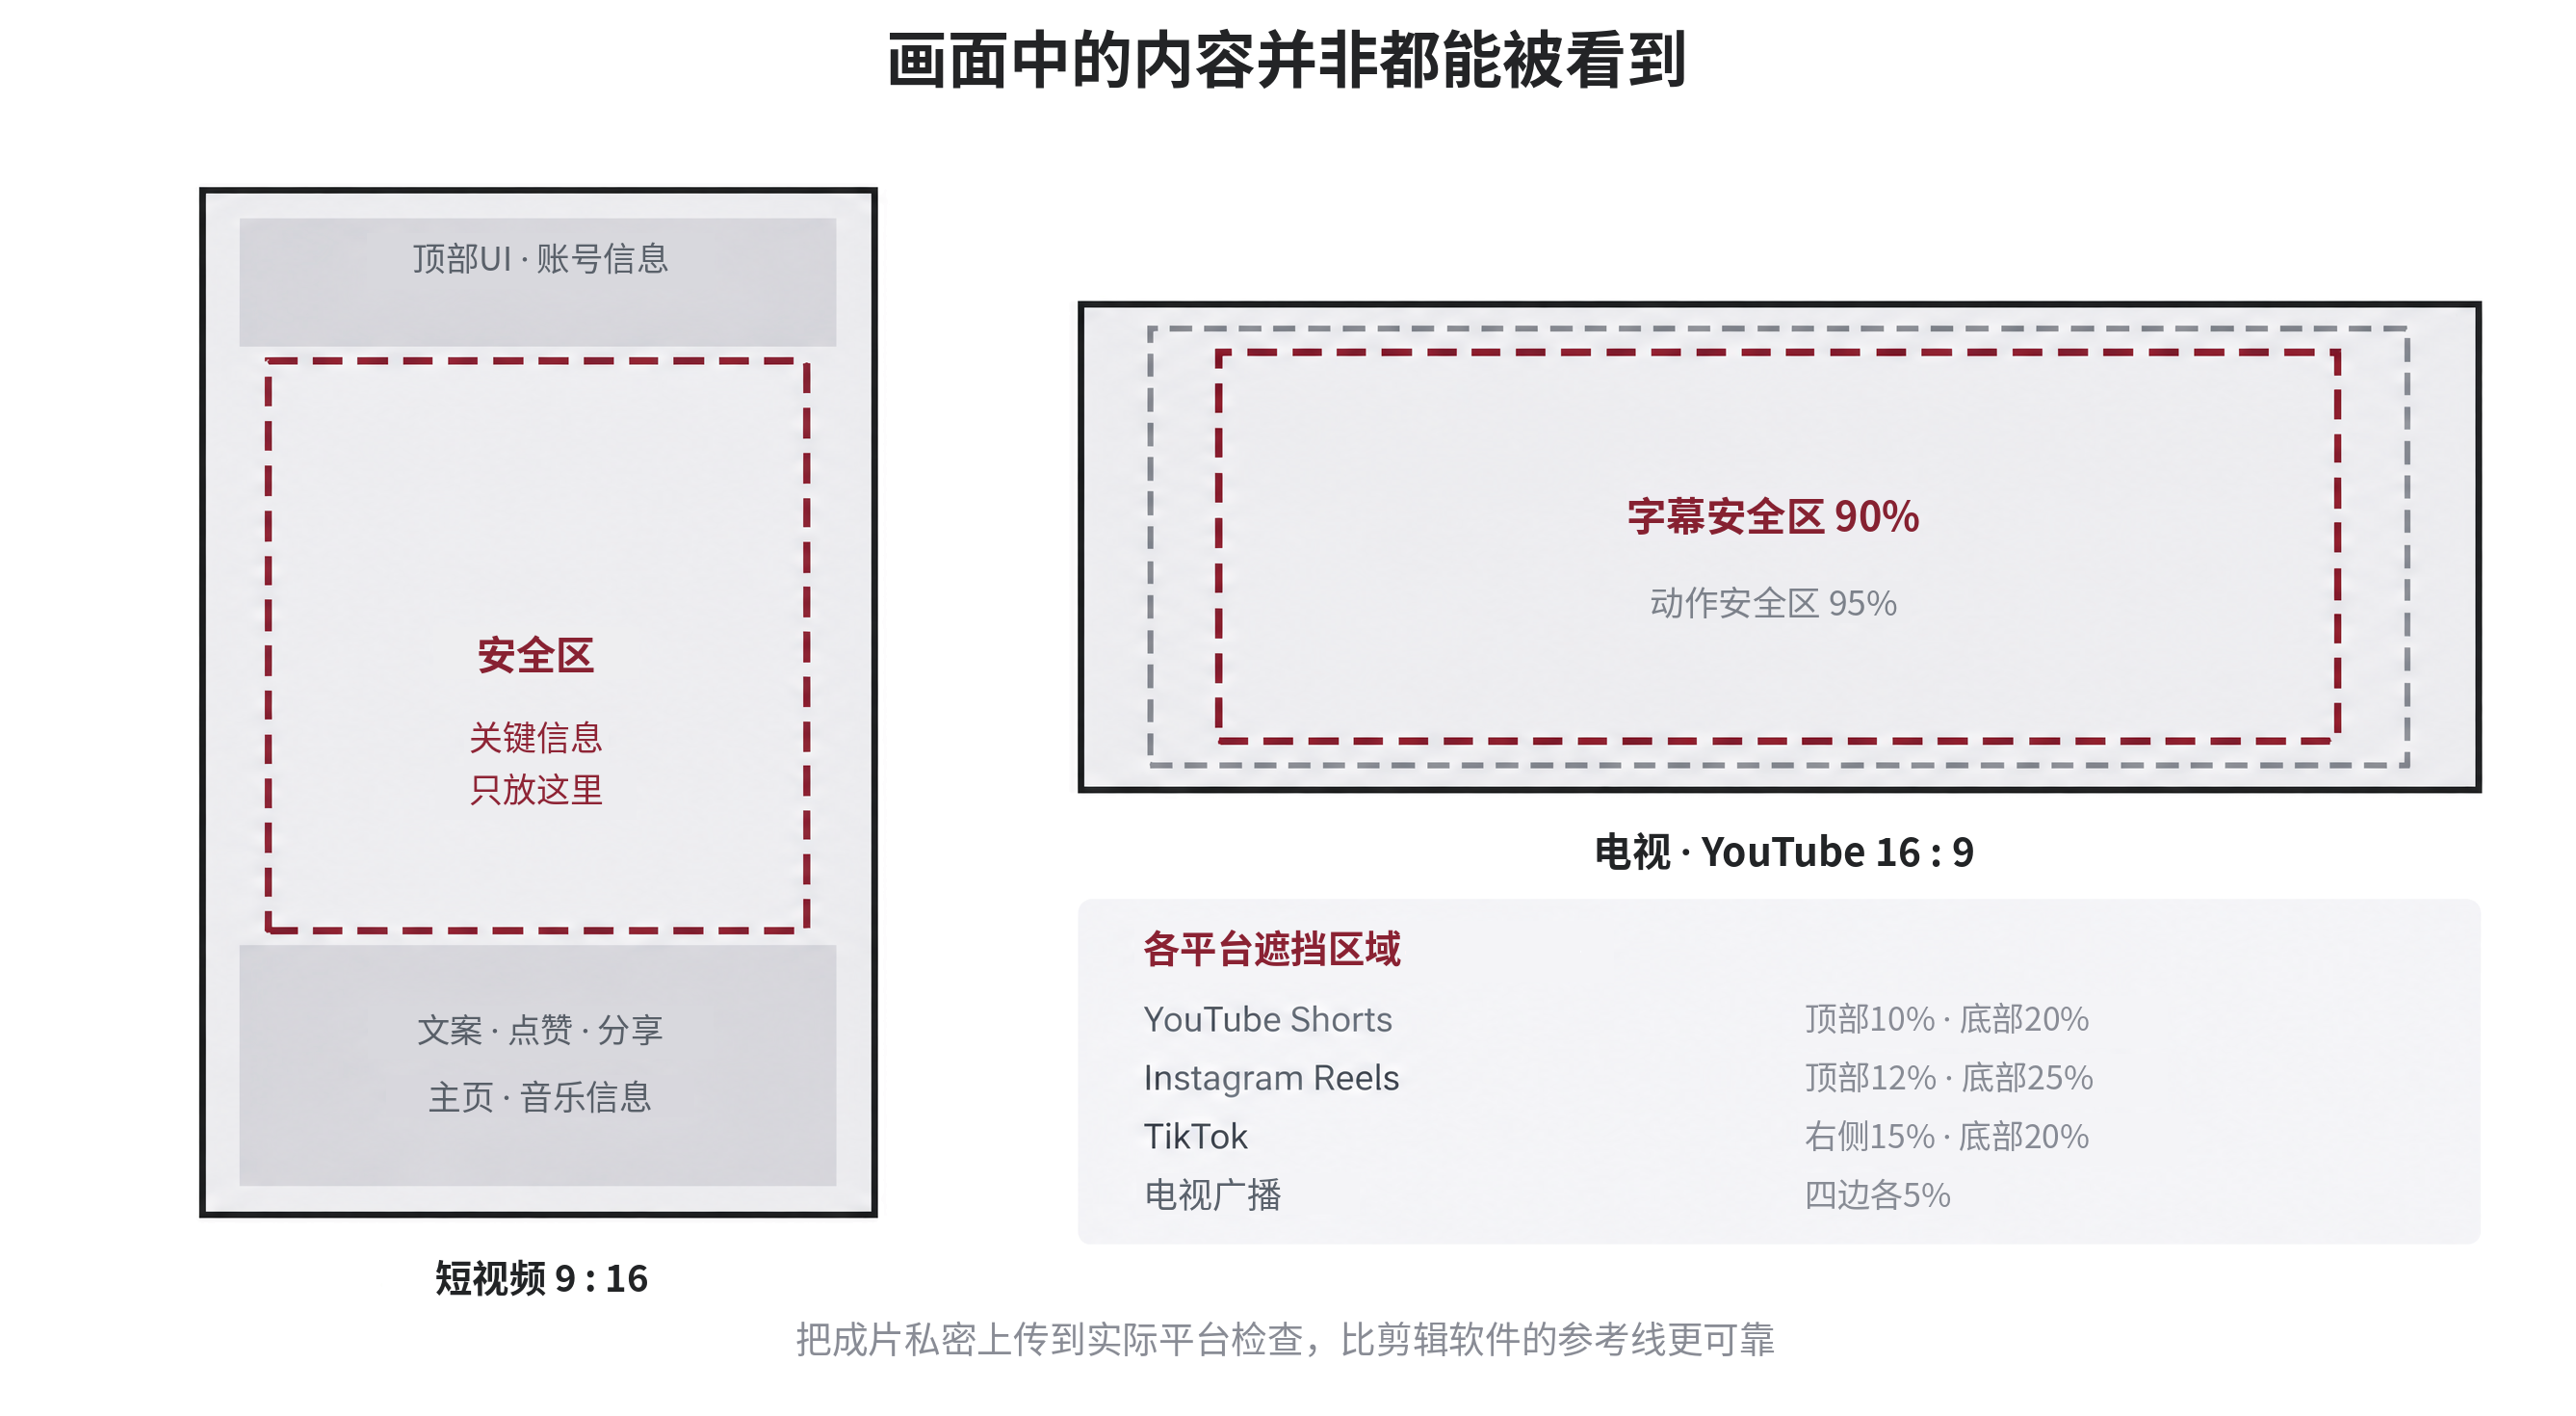 画面中的内容并非都能被看到
顶部UI · 账号信息
安全区
关键信息
只放这里
文案 · 点赞 · 分享
主页 · 音乐信息
短视频 9 : 16
字幕安全区 90%
动作安全区 95%
电视 · YouTube 16 : 9
各平台遮挡区域
YouTube Shorts 顶部10% · 底部20%
Instagram Reels 顶部12% · 底部25%
TikTok 右侧15% · 底部20%
电视广播 四边各5%
把成片私密上传到实际平台检查，比剪辑软件的参考线更可靠